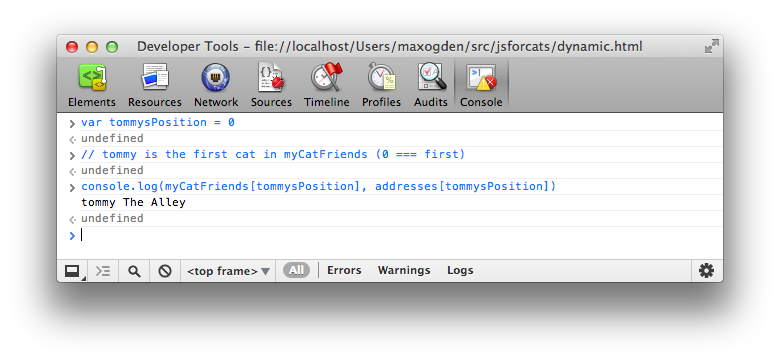 Developer Tools - file://localhost/Users/maxogden/src/jsforcats/dynamic.html
Elements Resources Network Sources Timeline Profiles Audits Console
> var tommysPosition = 0
< undefined
> // tommy is the first cat in myCatFriends (0 === first)
< undefined
> console.log(myCatFriends[tommysPosition], addresses[tommysPosition])
tommy The Alley
< undefined
>
<top frame> ▼ All Errors Warnings Logs